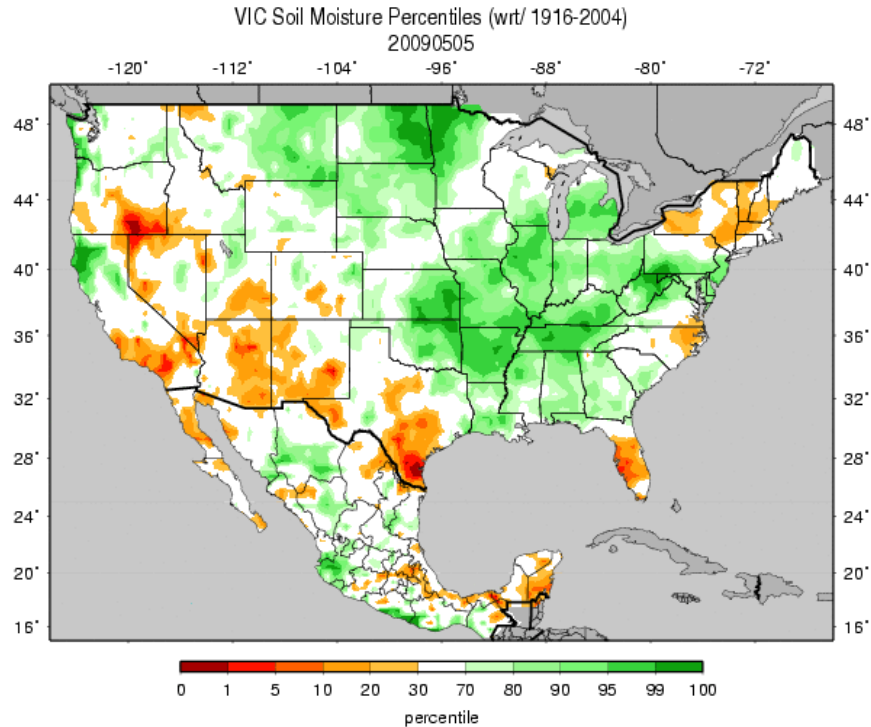 VIC Soil Moisture Percentiles (wrt/ 1916-2004)
20090505
-120˚ -112˚ -104˚ -96˚ -88˚ -80˚ -72˚
48˚ 48˚
44˚ 44˚
40˚ 40˚
36˚ 36˚
32˚ 32˚
28˚ 28˚
24˚ 24˚
20˚ 20˚
16˚ 16˚
0 1 5 10 20 30 70 80 90 95 99 100
percentile